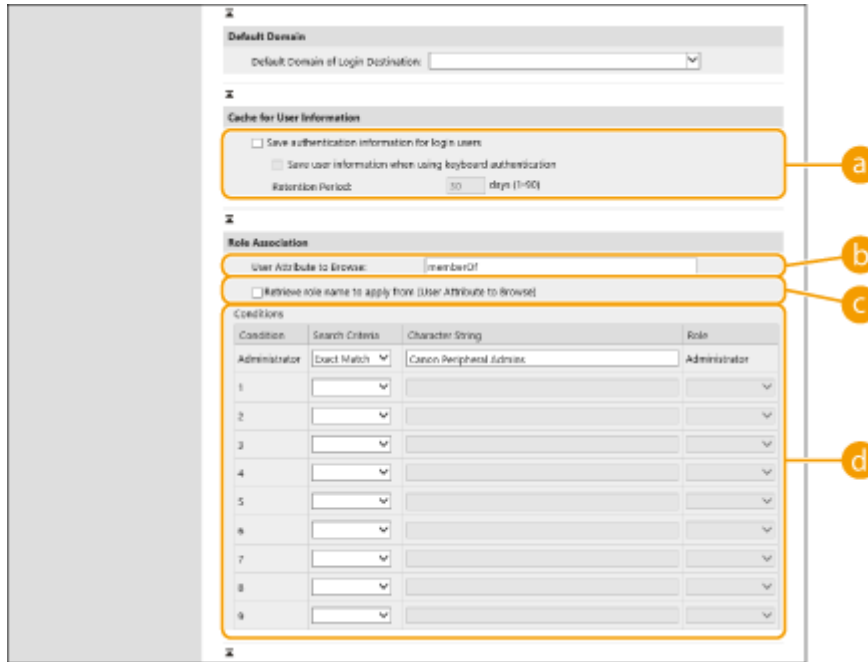 Default Domain
Default Domain of Login Destination:
Cache for User Information
Save authentication information for login users
Save user information when using keyboard authentication
Retention Period: 30 days (1-90)
a
Role Association
User Attribute to Browse: memberOf
b
Retrieve role name to apply from [User Attribute to Browse]
c
Conditions
Condition Search Criteria Character String Role
Administrator Exact Match Canon Peripheral Admins Administrator
1
2
3
4
d
5
6
7
8
9